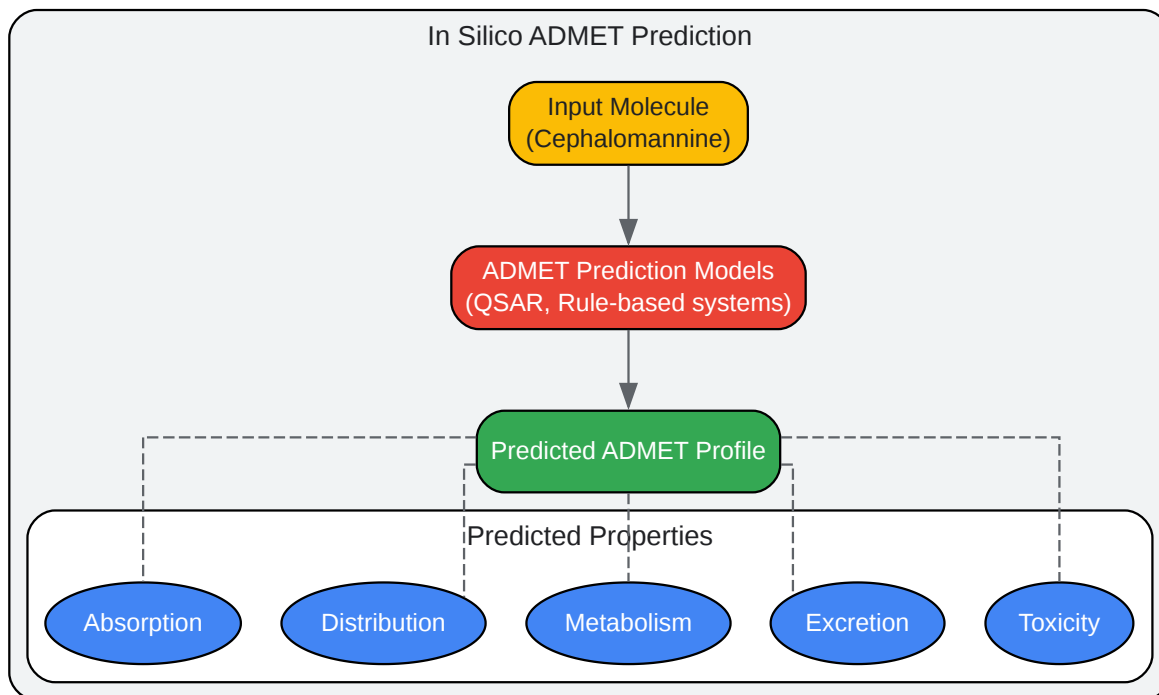 In Silico ADMET Prediction
Input Molecule
(Cephalomannine)
ADMET Prediction Models
(QSAR, Rule-based systems)
Predicted ADMET Profile
Predicted Properties
Absorption
Distribution
Metabolism
Excretion
Toxicity